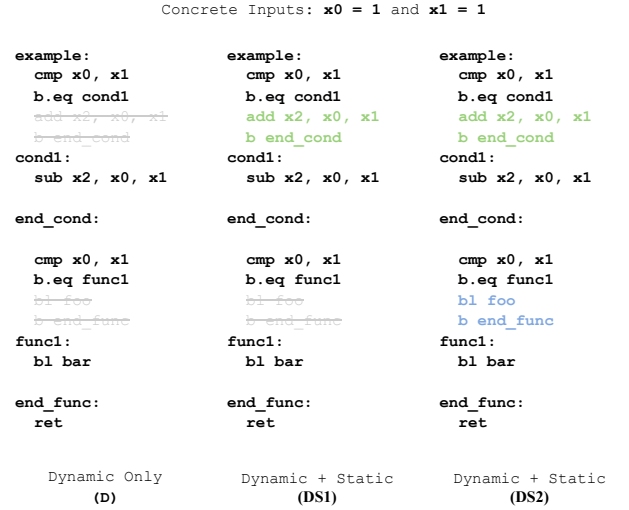 Concrete Inputs: x0 = 1 and x1 = 1
example:
cmp x0, x1
b.eq cond1
add x2, x0, x1
b end_cond
cond1:
sub x2, x0, x1
end_cond:
cmp x0, x1
b.eq func1
bl foo
b end_func
func1:
bl bar
end_func:
ret
Dynamic Only
(D)
example:
cmp x0, x1
b.eq cond1
add x2, x0, x1
b end_cond
cond1:
sub x2, x0, x1
end_cond:
cmp x0, x1
b.eq func1
bl foo
b end_func
func1:
bl bar
end_func:
ret
Dynamic + Static
(DS1)
example:
cmp x0, x1
b.eq cond1
add x2, x0, x1
b end_cond
cond1:
sub x2, x0, x1
end_cond:
cmp x0, x1
b.eq func1
bl foo
b end_func
func1:
bl bar
end_func:
ret
Dynamic + Static
(DS2)